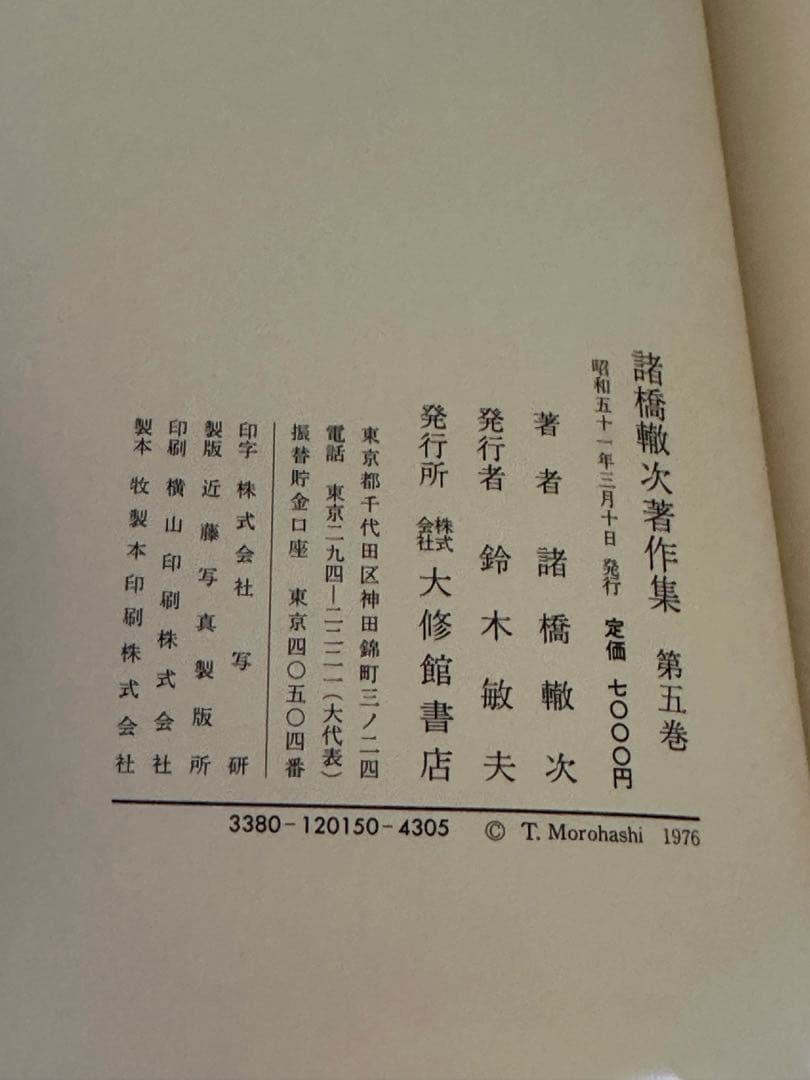 諸橋轍次著作集 第五巻
昭和五十一年三月十日 発行 定価 七〇〇〇円
著者 諸橋轍次
発行者 鈴木敏夫
発行所 株式会社 大修館書店
東京都千代田区神田錦町三ノ二四
電話 東京二九四―二二二一(大代表)
振替貯金口座 東京四〇五〇四番
印字 株式会社 写研
製版 近藤写真製版所
印刷 横山印刷株式会社
製本 牧製本印刷株式会社
3380-120150-4305 © T. Morohashi 1976